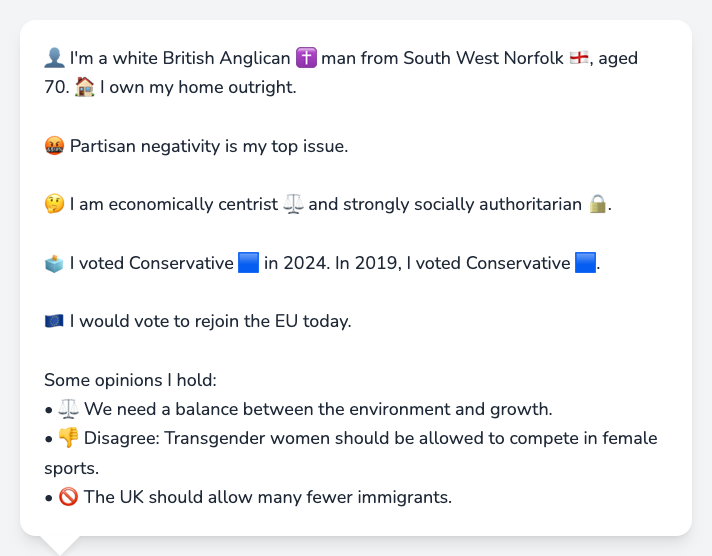 👤 I'm a white British Anglican ✝️ man from South West Norfolk 🏴󠁧󠁢󠁥󠁮󠁧󠁿, aged
70. 🏠 I own my home outright.
🤬 Partisan negativity is my top issue.
🤔 I am economically centrist ⚖️ and strongly socially authoritarian 🔒.
🗳️ I voted Conservative 🟦 in 2024. In 2019, I voted Conservative 🟦.
🇪🇺 I would vote to rejoin the EU today.
Some opinions I hold:
• ⚖️ We need a balance between the environment and growth.
• 👎 Disagree: Transgender women should be allowed to compete in female
sports.
• 🚫 The UK should allow many fewer immigrants.